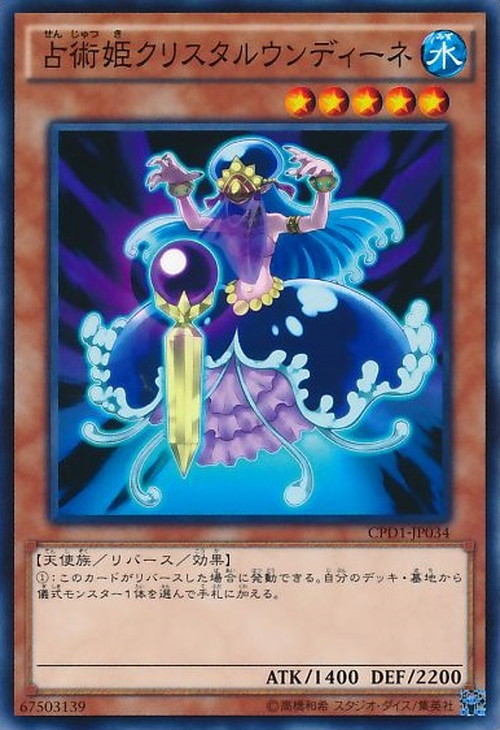 せんじゅつき
占術姫クリスタルウンディーネ
みず
水
CPD1-JP034
【天使族／リバース／効果】
①：このカードがリバースした場合に発動できる。自分のデッキ・墓地から
儀式モンスター１体を選んで手札に加える。
ATK/1400 DEF/2200
67503139 ©高橋和希 スタジオ・ダイス/集英社